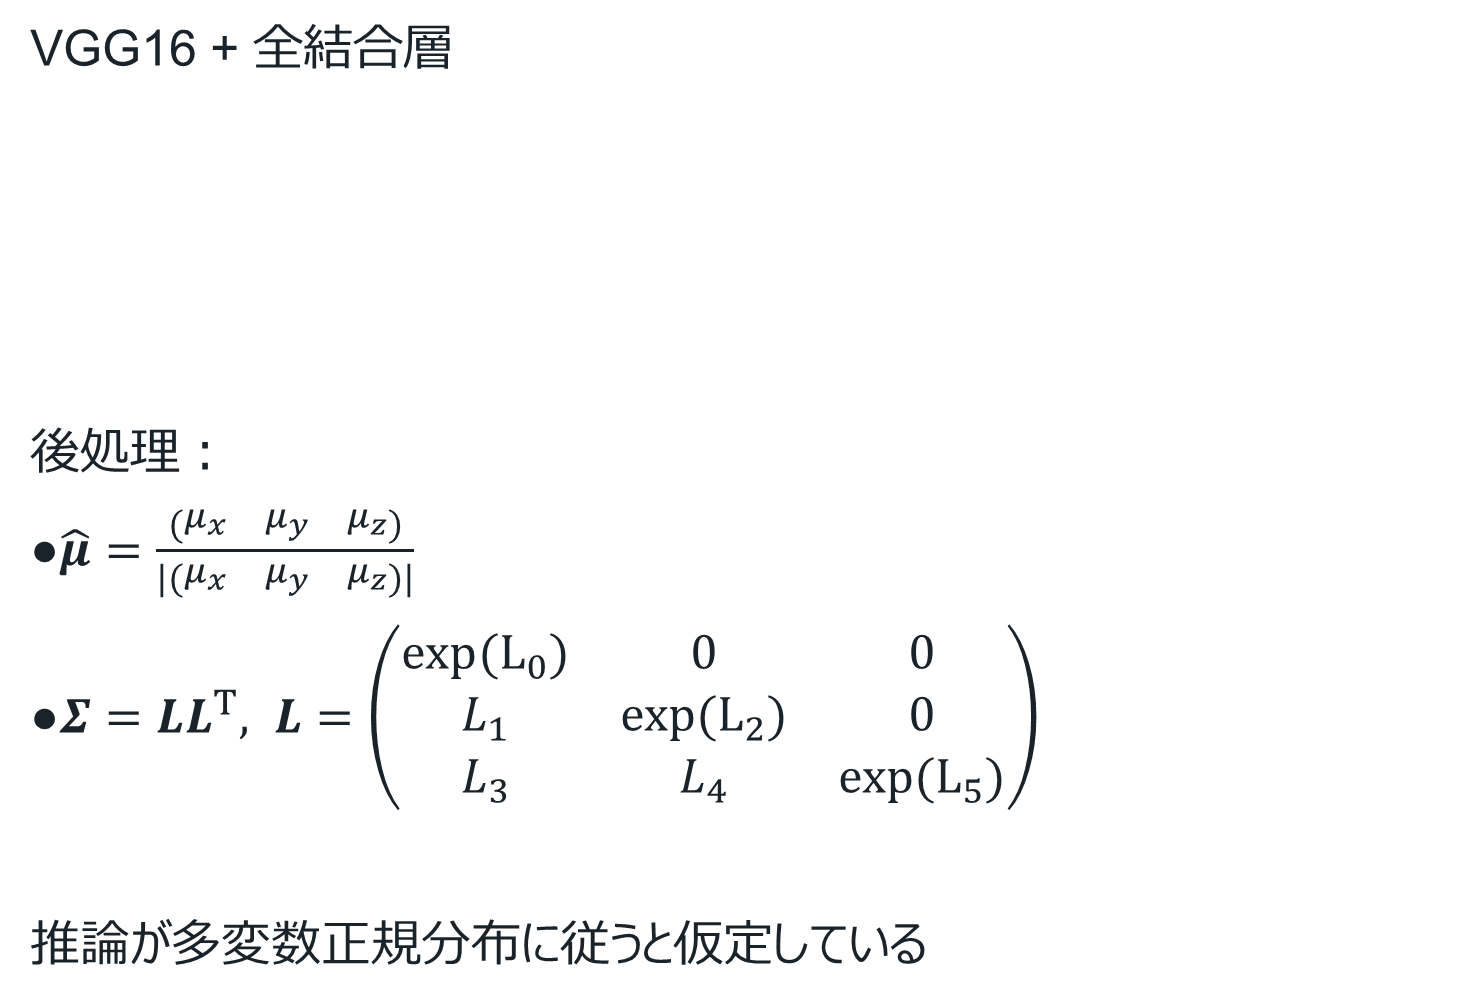 VGG16 + 全結合層
後処理：
●μ̂ = (μx μy μz) / |(μx μy μz)|
●Σ = LLᵀ, L = ( exp(L₀) 0 0
L₁ exp(L₂) 0
L₃ L₄ exp(L₅) )
推論が多変数正規分布に従うと仮定している